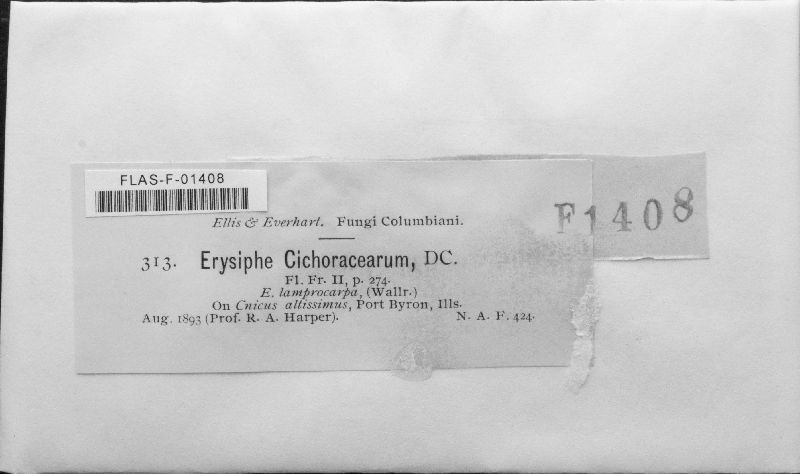 FLAS-F-01408
F1408
Ellis & Everhart. Fungi Columbiani.
313. Erysiphe Cichoracearum, DC.
Fl. Fr. II, p. 274.
E. lamprocarpa, (Wallr.)
On Cnicus altissimus, Port Byron, Ills.
Aug. 1893 (Prof. R. A. Harper). N. A. F. 424.